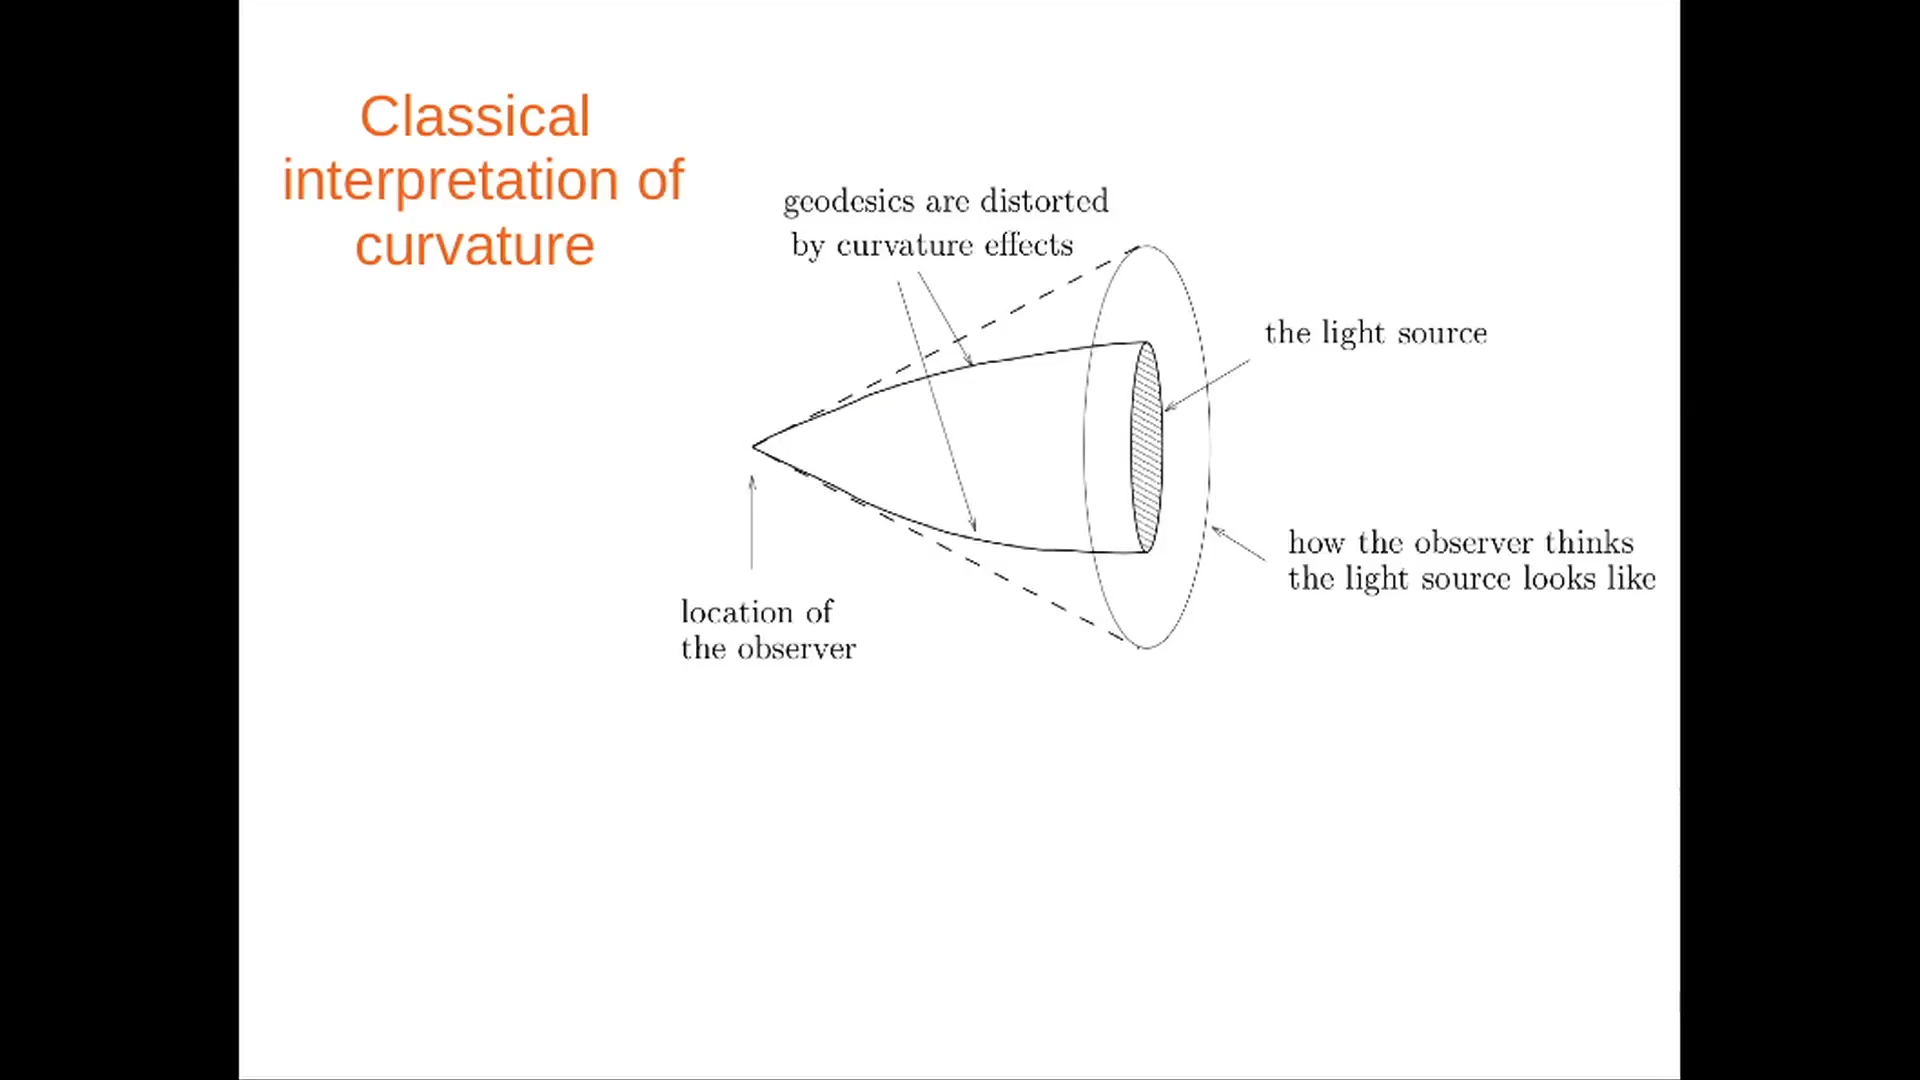 Classical
interpretation of
curvature
geodesics are distorted
by curvature effects
the light source
how the observer thinks
the light source looks like
location of
the observer